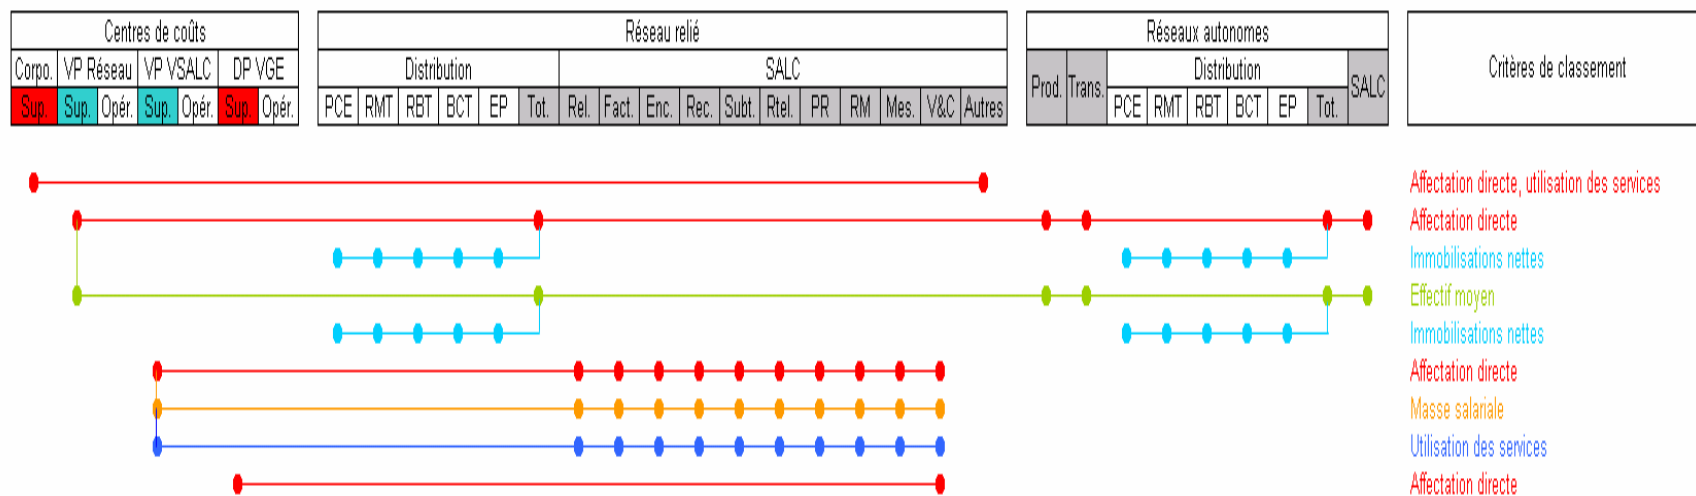 Centres de coûts Réseau relié Réseaux autonomes Critères de classement
Corpo. VP Réseau VP VSALC DP VGE Distribution SALC Prod. Trans. Distribution SALC
Sup. Sup. Opér. Sup. Opér. Sup. Opér. PCE RMT RBT BCT EP Tot. Rel. Fact. Enc. Rec. Subt. Rtel. PR RM Mes. V&C Autres PCE RMT RBT BCT EP Tot.
Affectation directe, utilisation des services
Affectation directe
Immobilisations nettes
Effectif moyen
Immobilisations nettes
Affectation directe
Masse salariale
Utilisation des services
Affectation directe